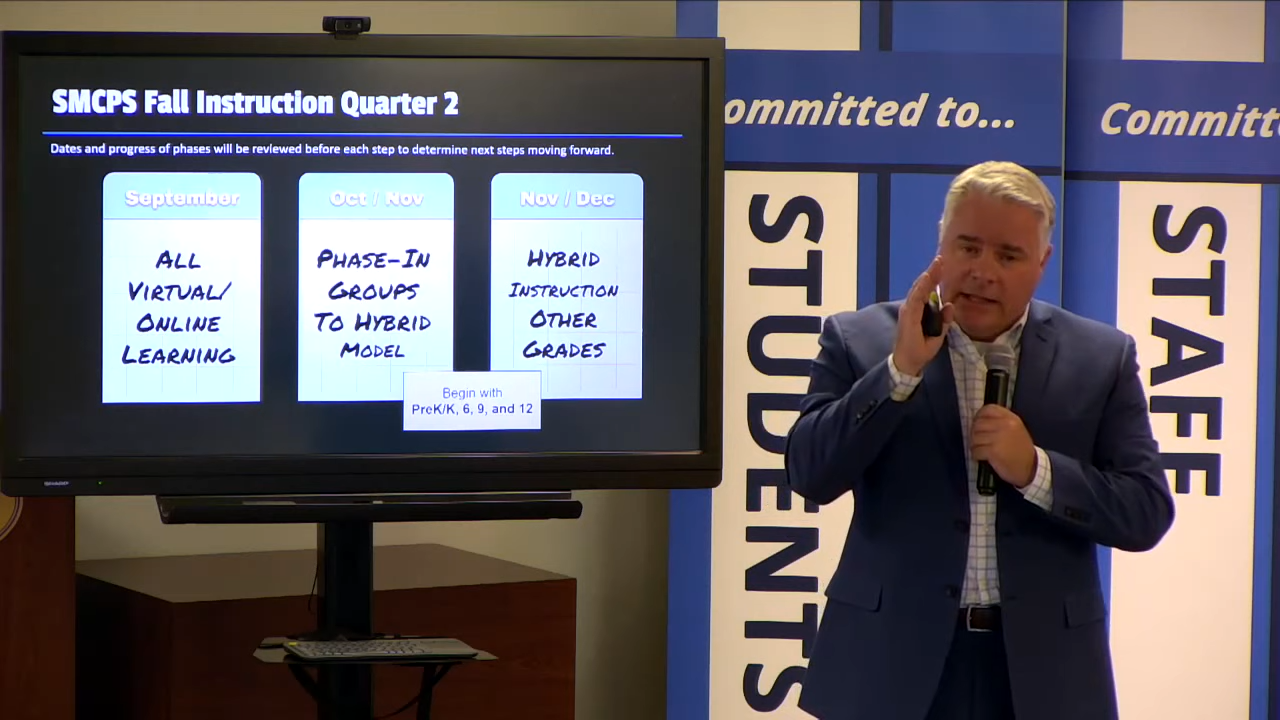 SMCPS Fall Instruction Quarter 2
Dates and progress of phases will be reviewed before each step to determine next steps moving forward.
September
ALL
VIRTUAL/
ONLINE
LEARNING
Oct / Nov
PHASE-IN
GROUPS
TO HYBRID
MODEL
Nov / Dec
HYBRID
INSTRUCTION
OTHER
GRADES
Begin with
PreK/K, 6, 9, and 12
SHARP
ommitted to...
STUDENTS
Committ
STAFF